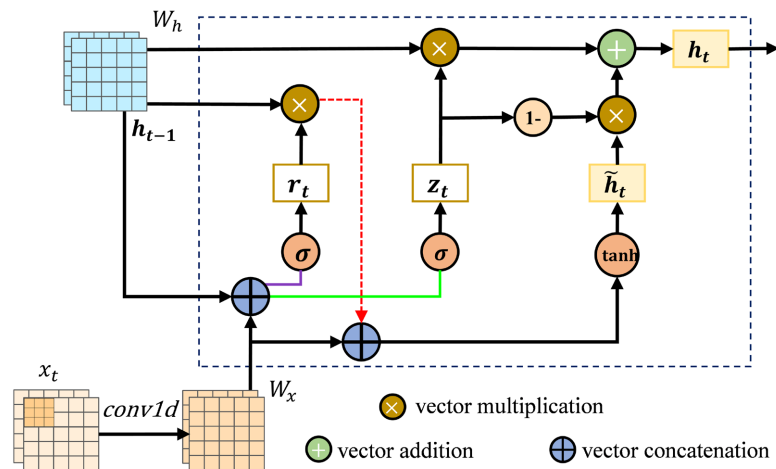 W_h
× × + h_t
h_{t-1} × 1- ×
r_t z_t h̃_t
σ σ tanh
x_t
conv1d W_x
× vector multiplication
+ vector addition
vector concatenation